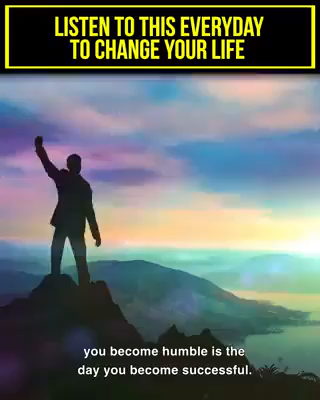 LISTEN TO THIS EVERYDAY
TO CHANGE YOUR LIFE
you become humble is the
day you become successful.